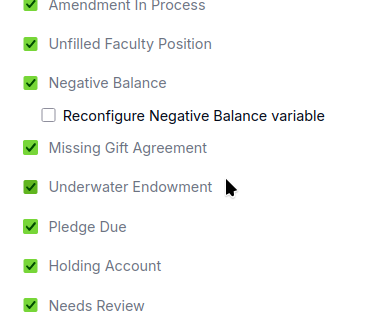 Amendment In Process
Unfilled Faculty Position
Negative Balance
Reconfigure Negative Balance variable
Missing Gift Agreement
Underwater Endowment
Pledge Due
Holding Account
Needs Review